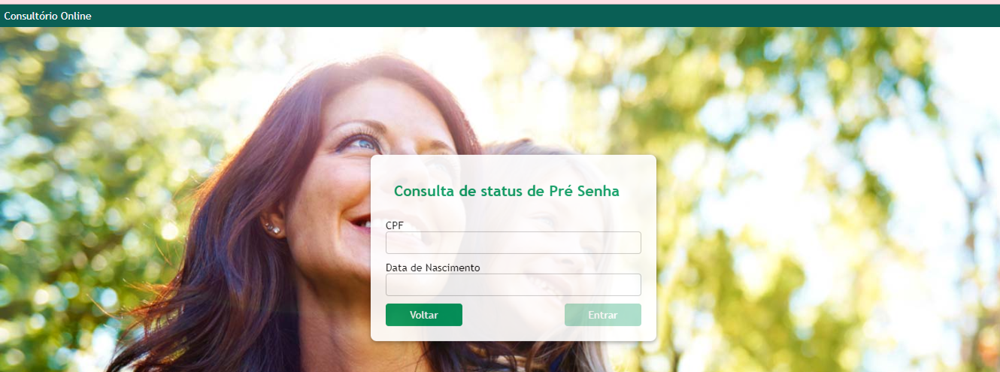 Consultório Online
Consulta de status de Pré Senha
CPF
Data de Nascimento
Voltar
Entrar